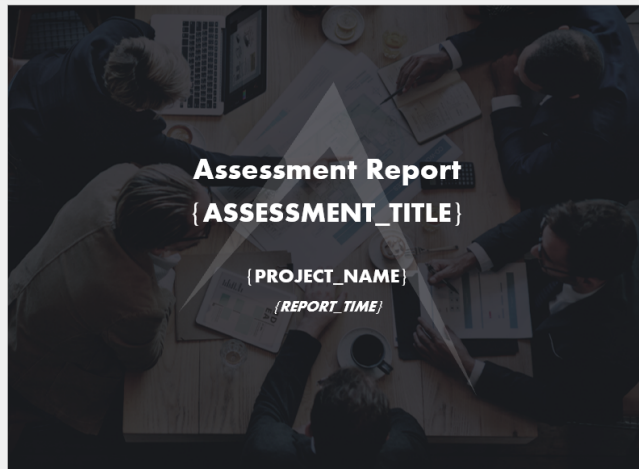 Assessment Report
{ASSESSMENT_TITLE}
{PROJECT_NAME}
{REPORT_TIME}